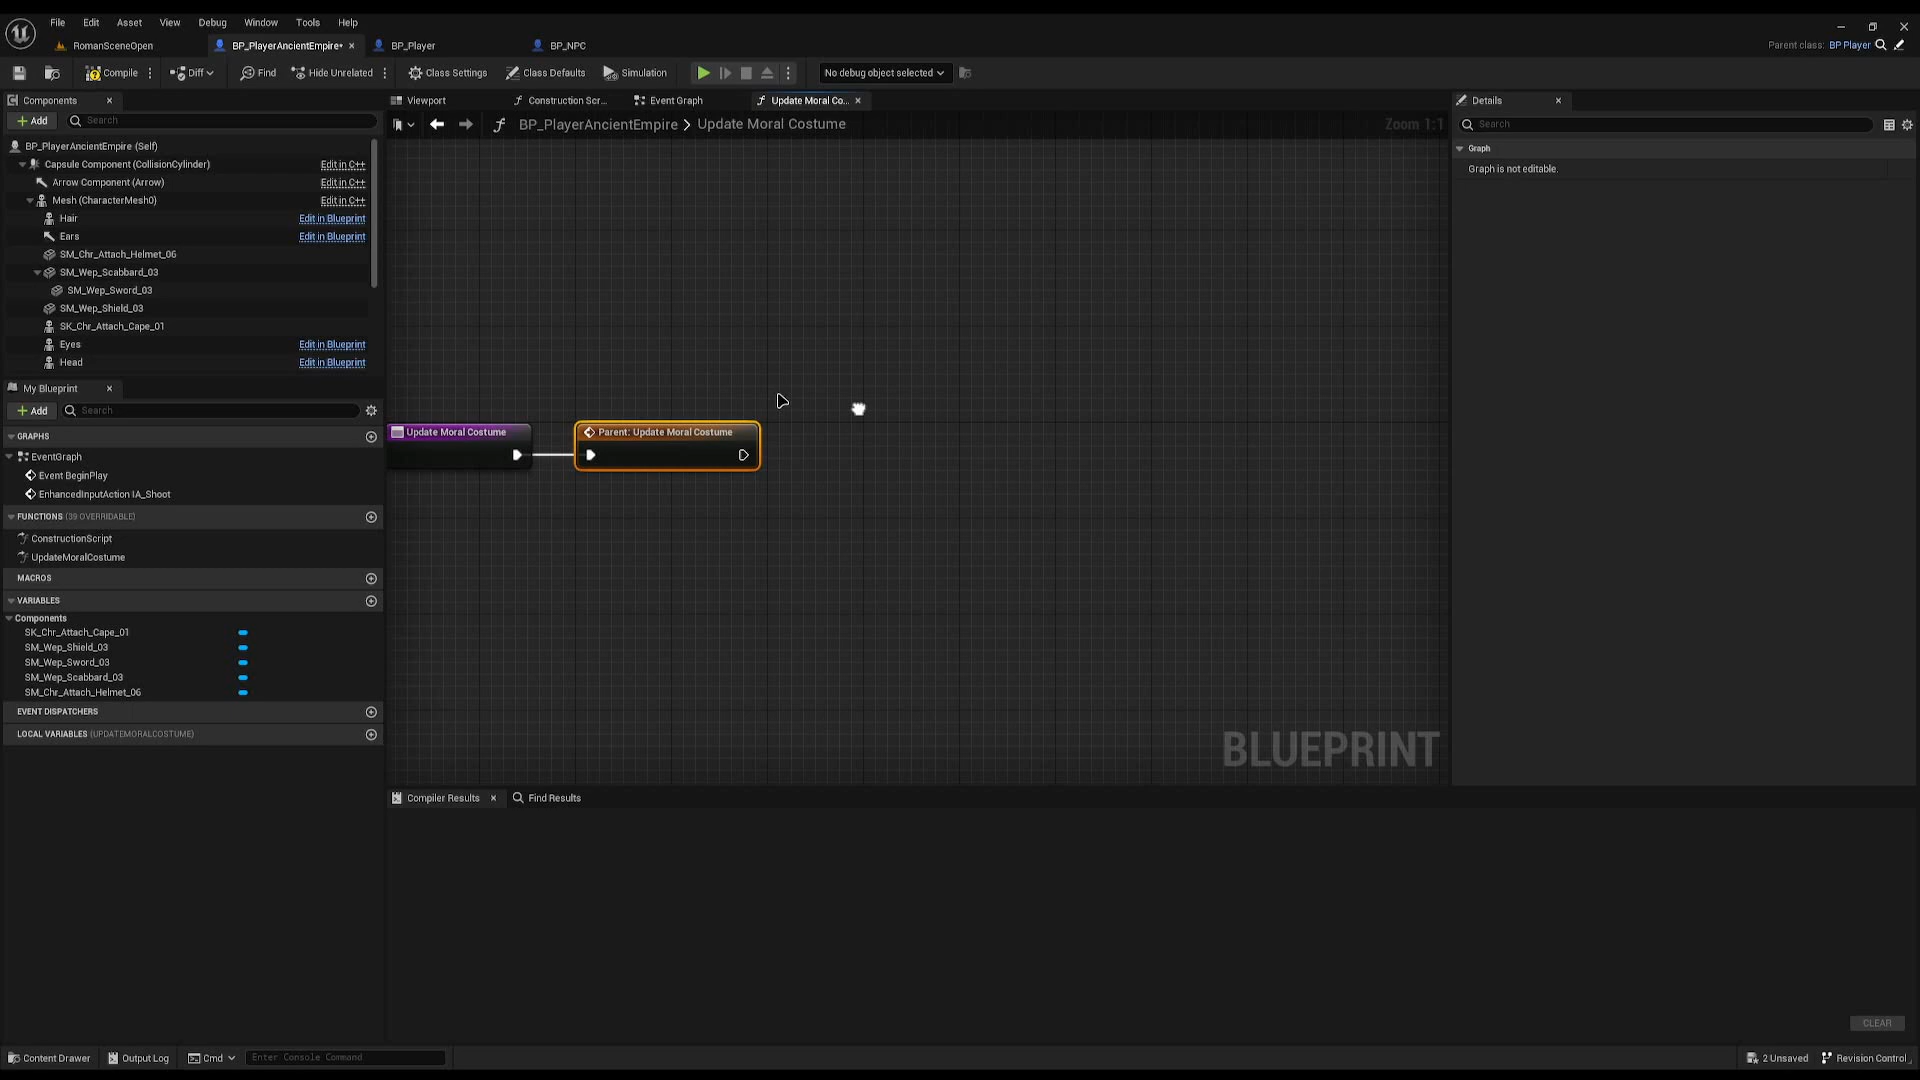 File Edit Asset View Debug Window Tools Help
RomanSceneOpen BP_PlayerAncientEmpire• BP_Player BP_NPC
Parent class: BP Player
Compile Diff Find Hide Unrelated Class Settings Class Defaults Simulation No debug object selected
Components
Add Search
BP_PlayerAncientEmpire (Self)
Capsule Component (CollisionCylinder) Edit in C++
Arrow Component (Arrow) Edit in C++
Mesh (CharacterMesh0) Edit in C++
Hair Edit in Blueprint
Ears Edit in Blueprint
SM_Chr_Attach_Helmet_06
SM_Wep_Scabbard_03
SM_Wep_Sword_03
SM_Wep_Shield_03
SK_Chr_Attach_Cape_01
Eyes Edit in Blueprint
Head Edit in Blueprint
My Blueprint
Add Search
GRAPHS
EventGraph
Event BeginPlay
EnhancedInputAction IA_Shoot
FUNCTIONS (39 OVERRIDABLE)
ConstructionScript
UpdateMoralCostume
MACROS
VARIABLES
Components
SK_Chr_Attach_Cape_01
SM_Wep_Shield_03
SM_Wep_Sword_03
SM_Wep_Scabbard_03
SM_Chr_Attach_Helmet_06
EVENT DISPATCHERS
LOCAL VARIABLES (UPDATEMORALCOSTUME)
Viewport Construction Scr... Event Graph Update Moral Co...
BP_PlayerAncientEmpire > Update Moral Costume Zoom 1:1
Update Moral Costume
Parent: Update Moral Costume
BLUEPRINT
Compiler Results Find Results
CLEAR
Details
Search
Graph
Graph is not editable.
Content Drawer Output Log Cmd Enter Console Command 2 Unsaved Revision Control